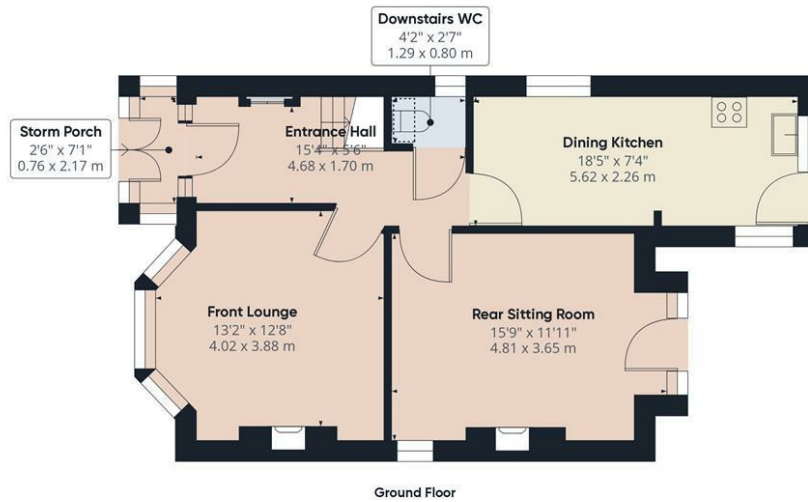 Downstairs WC
4'2" x 2'7"
1.29 x 0.80 m
Storm Porch
2'6" x 7'1"
0.76 x 2.17 m
Entrance Hall
15'4" x 5'6"
4.68 x 1.70 m
Dining Kitchen
18'5" x 7'4"
5.62 x 2.26 m
Front Lounge
13'2" x 12'8"
4.02 x 3.88 m
Rear Sitting Room
15'9" x 11'11"
4.81 x 3.65 m
Ground Floor